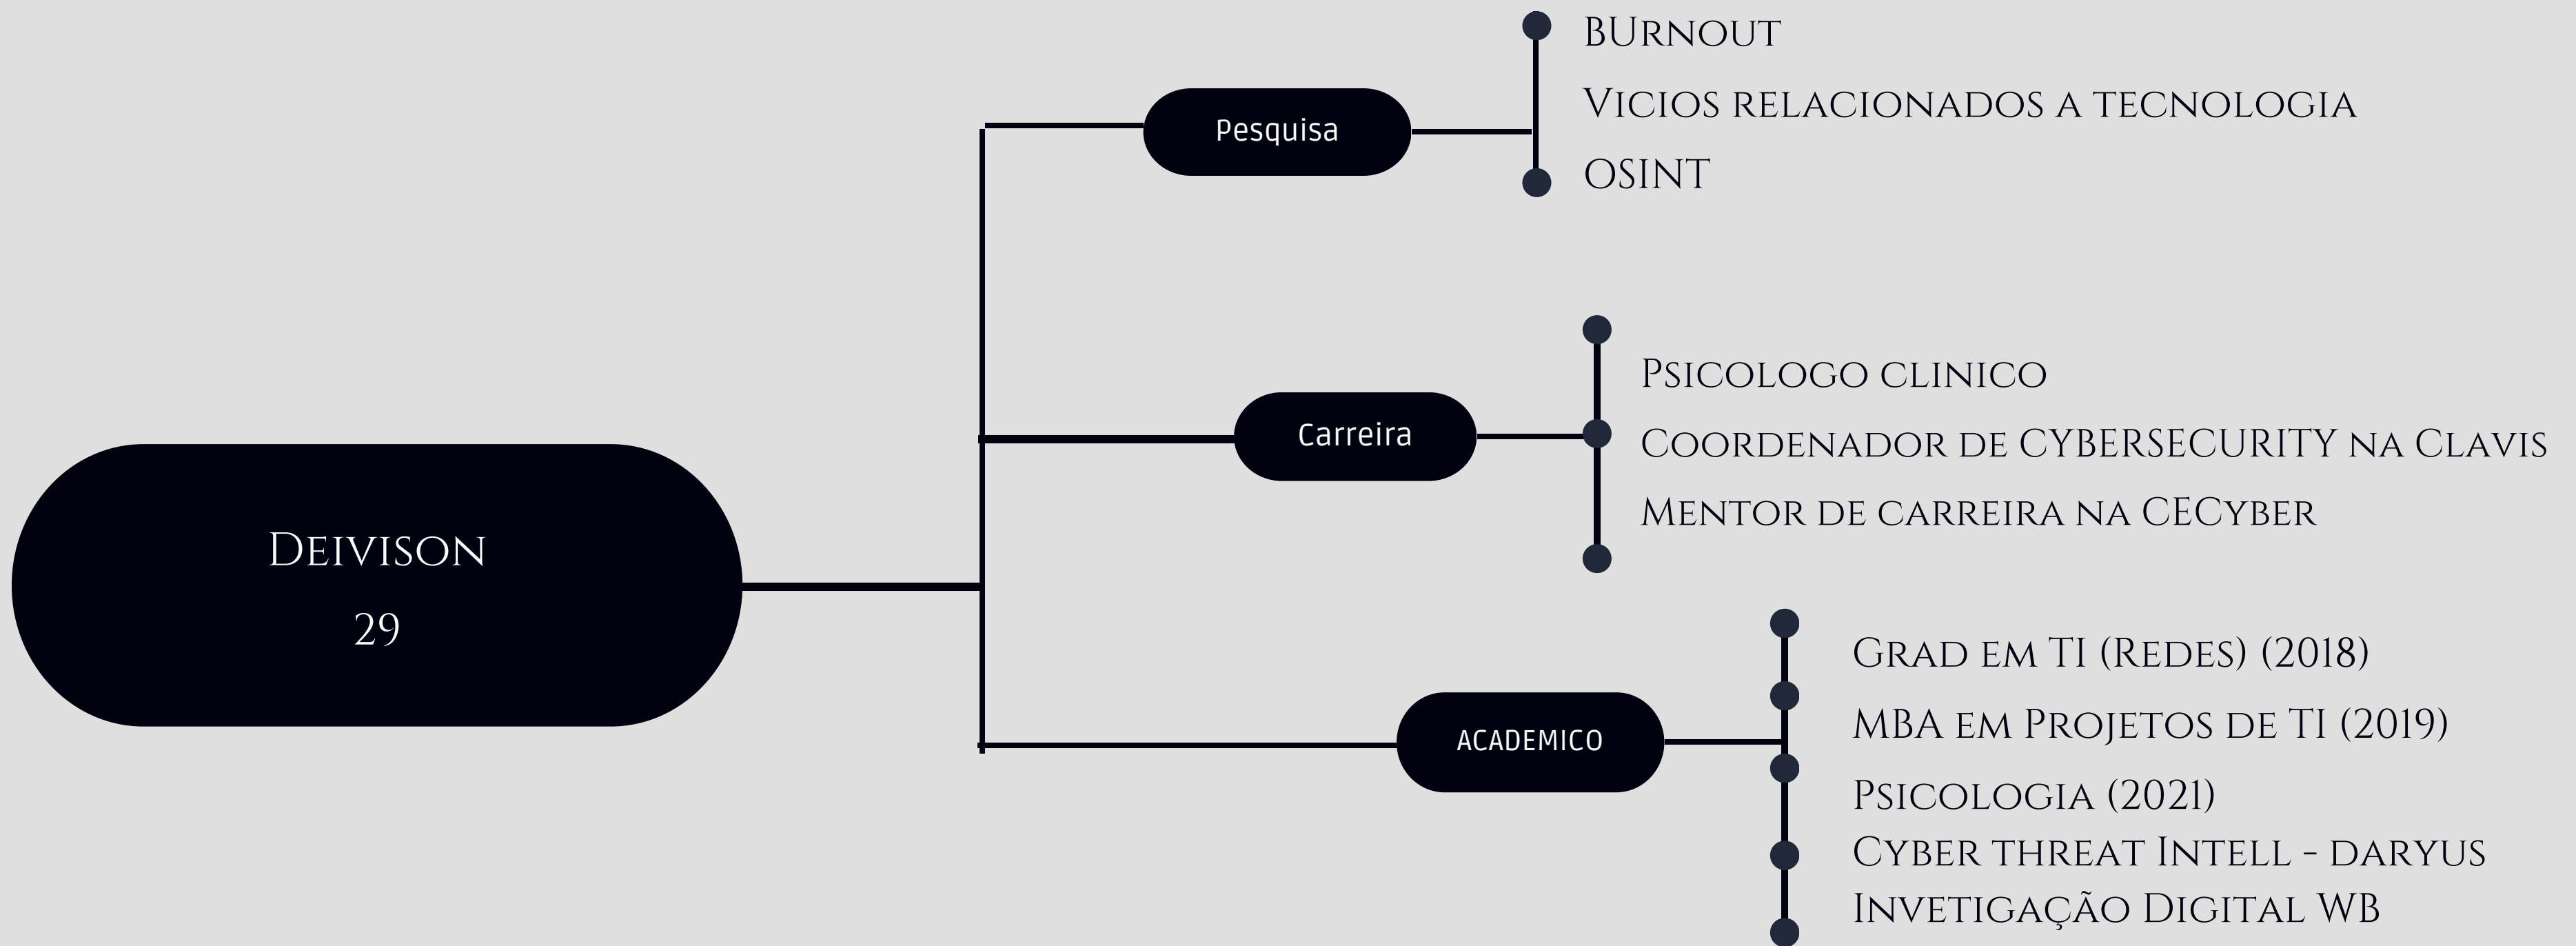 Deivison
29
Pesquisa
BUrnout
Vicios relacionados a tecnologia
OSINT
Carreira
Psicologo clinico
Coordenador de CYBERSECURITY na Clavis
Mentor de carreira na CECyber
ACADEMICO
Grad em TI (Redes) (2018)
MBA em Projetos de TI (2019)
Psicologia (2021)
Cyber threat Intell - daryus
Invetigação Digital WB